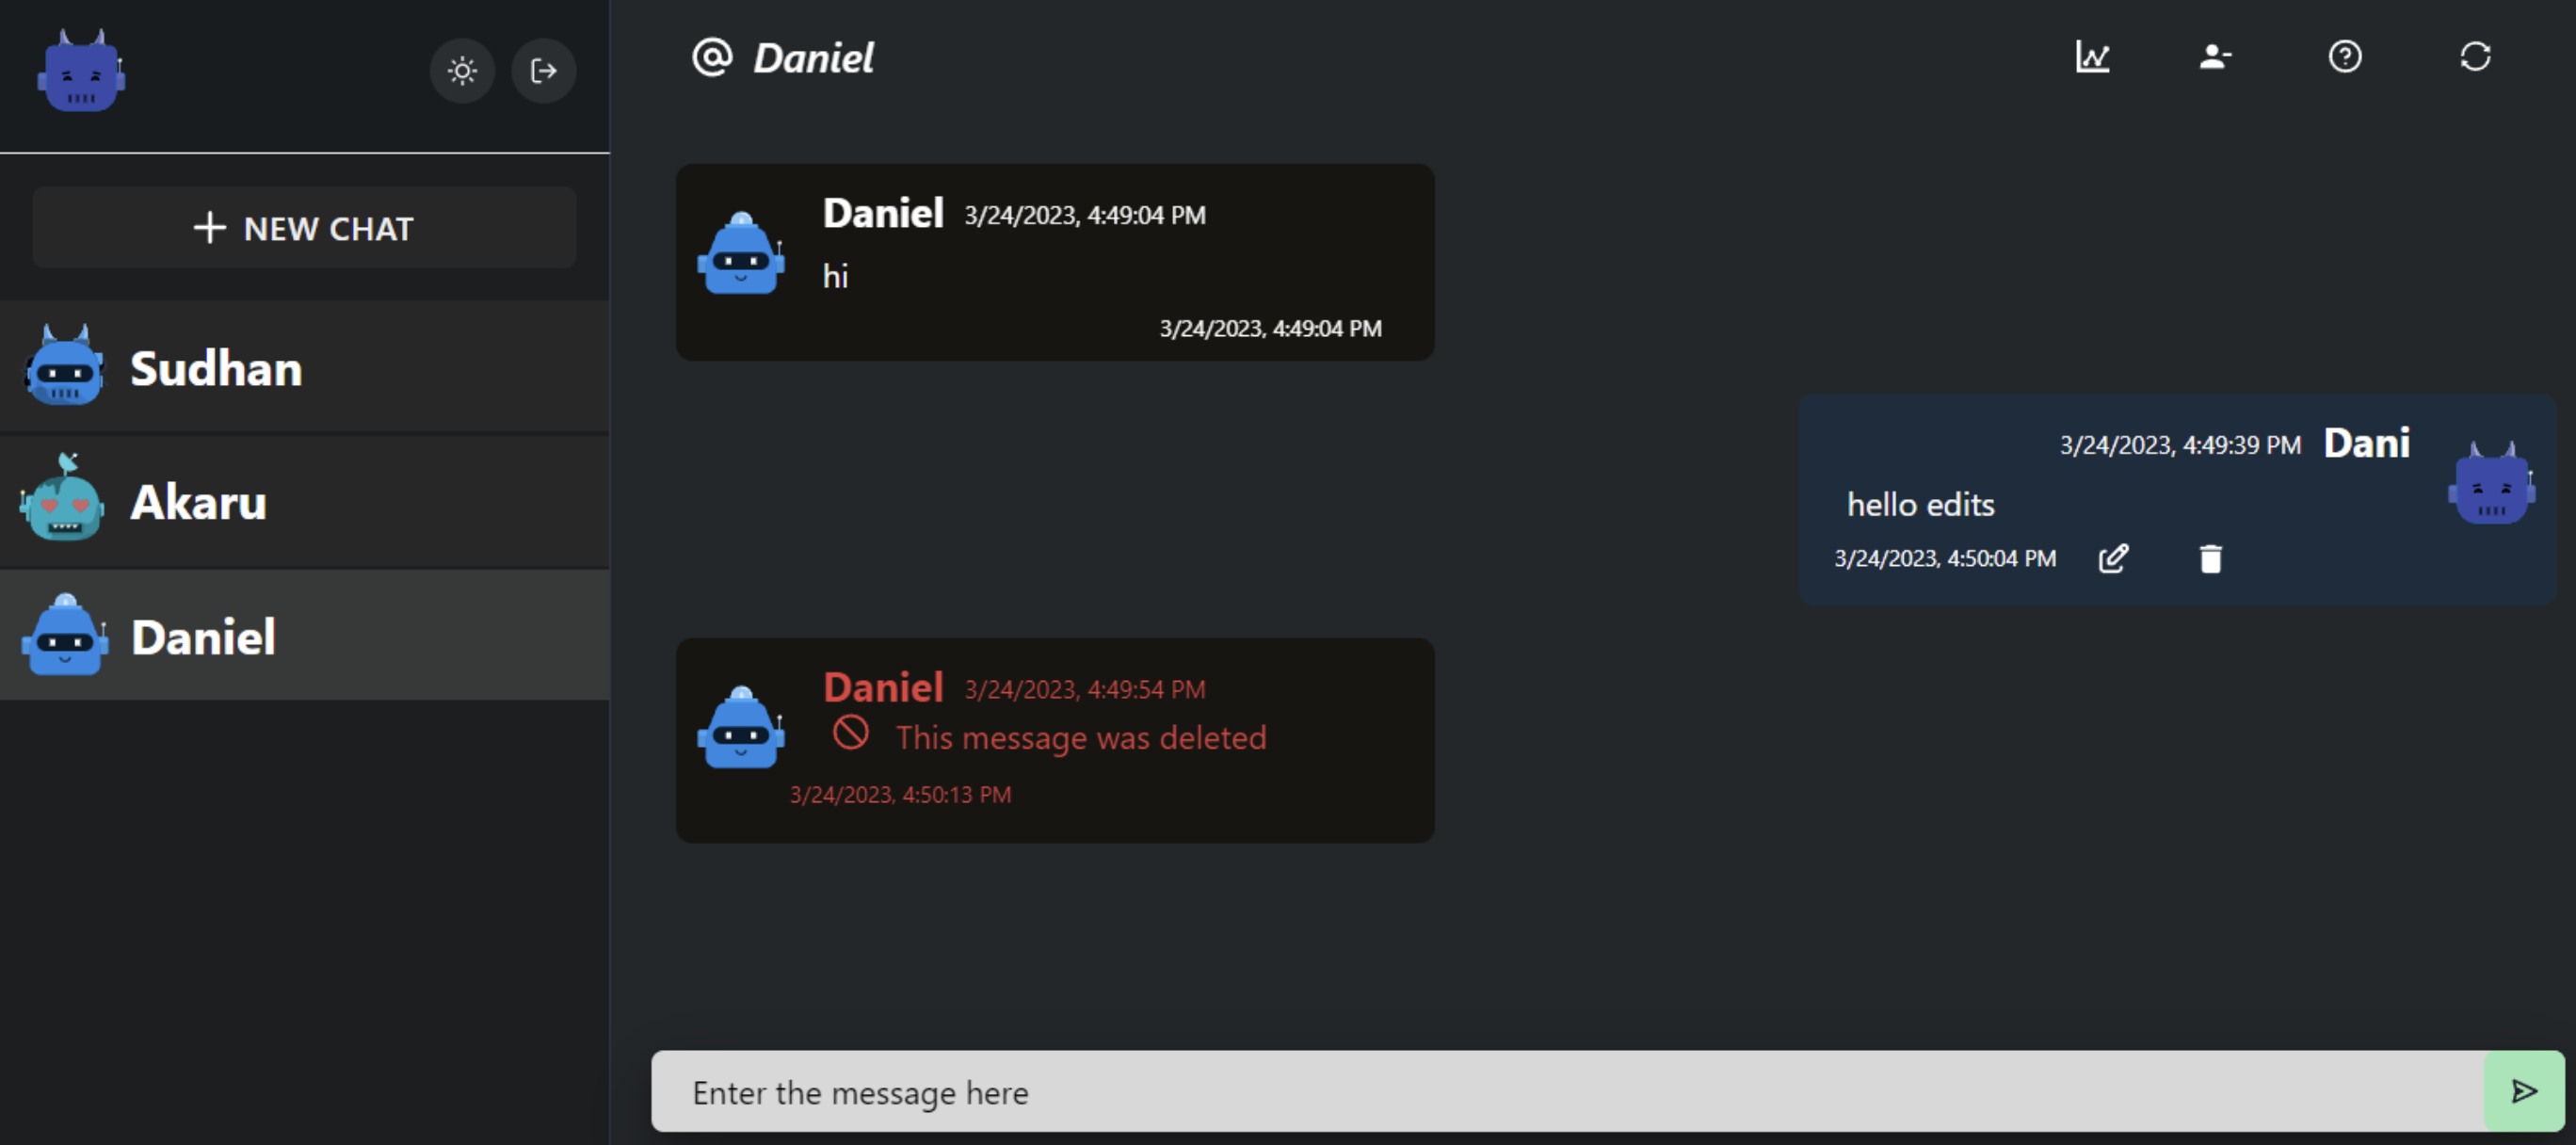 @ Daniel
+ NEW CHAT
Sudhan
Akaru
Daniel
Daniel 3/24/2023, 4:49:04 PM
hi
3/24/2023, 4:49:04 PM
3/24/2023, 4:49:39 PM Dani
hello edits
3/24/2023, 4:50:04 PM
Daniel 3/24/2023, 4:49:54 PM
This message was deleted
3/24/2023, 4:50:13 PM
Enter the message here